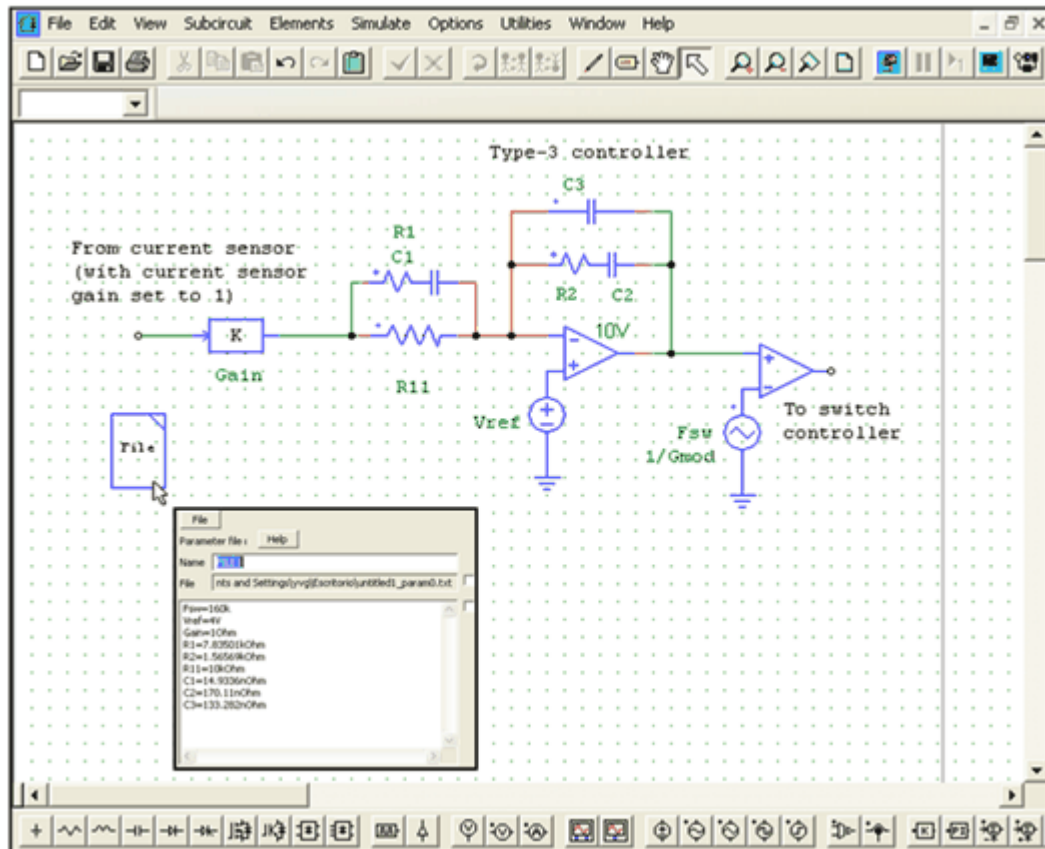 File Edit View Subcircuit Elements Simulate Options Utilities Window Help
Type-3 controller
C3
From current sensor
(with current sensor
gain set to 1)
R1
C1
R2 C2
K
Gain
R11
10V
Vref
Fsw
1/Gmod
To switch
controller
File
File
Parameter file: Help
Name
File nts and Settings\yvg\Escritorio\untitled1_param0.txt
Fsw=160k
Vref=4V
Gain=1Ohm
R1=7.83501kOhm
R2=1.56569kOhm
R11=10kOhm
C1=14.9336nOhm
C2=170.11nOhm
C3=133.282nOhm